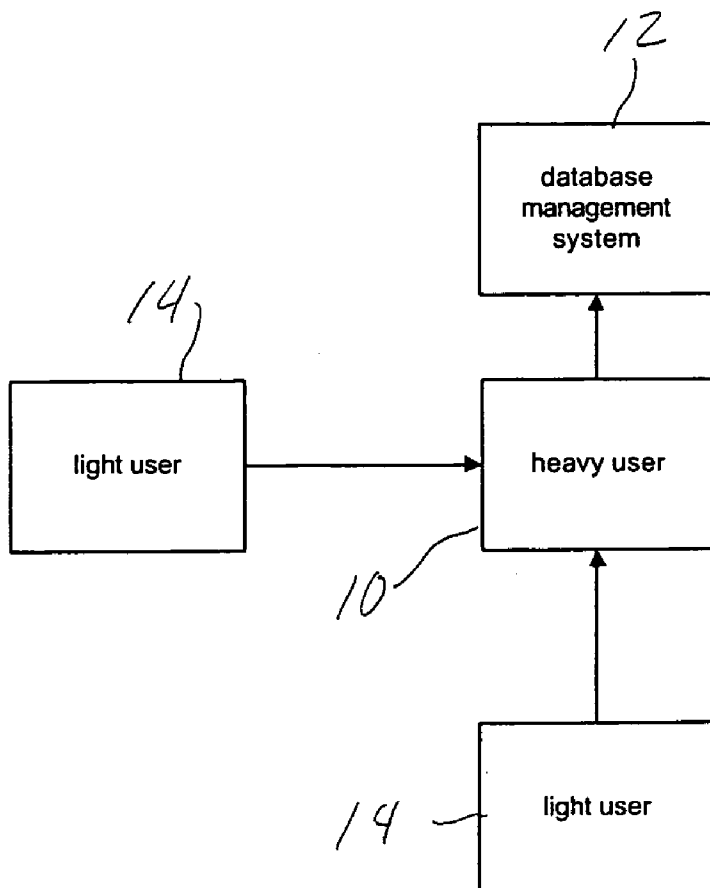 12
database
management
system
14
light user
heavy user
10
14
light user